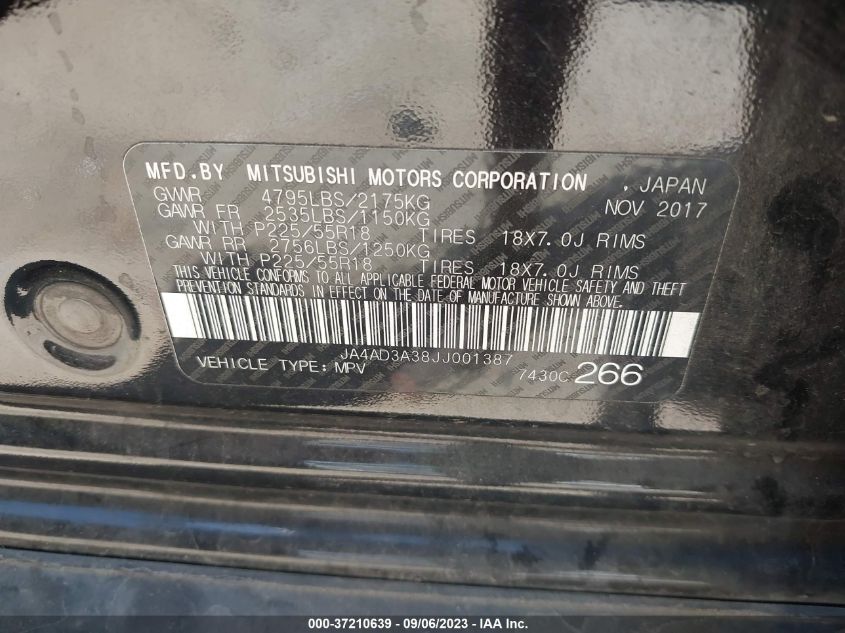 MFD.BY MITSUBISHI MOTORS CORPORATION , JAPAN
GVWR 4795LBS/2175KG NOV 2017
GAWR FR 2535LBS/1150KG
WITH P225/55R18 TIRES 18X7.0J RIMS
GAWR RR 2756LBS/1250KG
WITH P225/55R18 TIRES 18X7.0J RIMS
THIS VEHICLE CONFORMS TO ALL APPLICABLE FEDERAL MOTOR VEHICLE SAFETY AND THEFT
PREVENTION STANDARDS IN EFFECT ON THE DATE OF MANUFACTURE SHOWN ABOVE.
JA4AD3A38JJ001387
VEHICLE TYPE: MPV 7430C 266
000-37210639 - 09/06/2023 - IAA Inc.